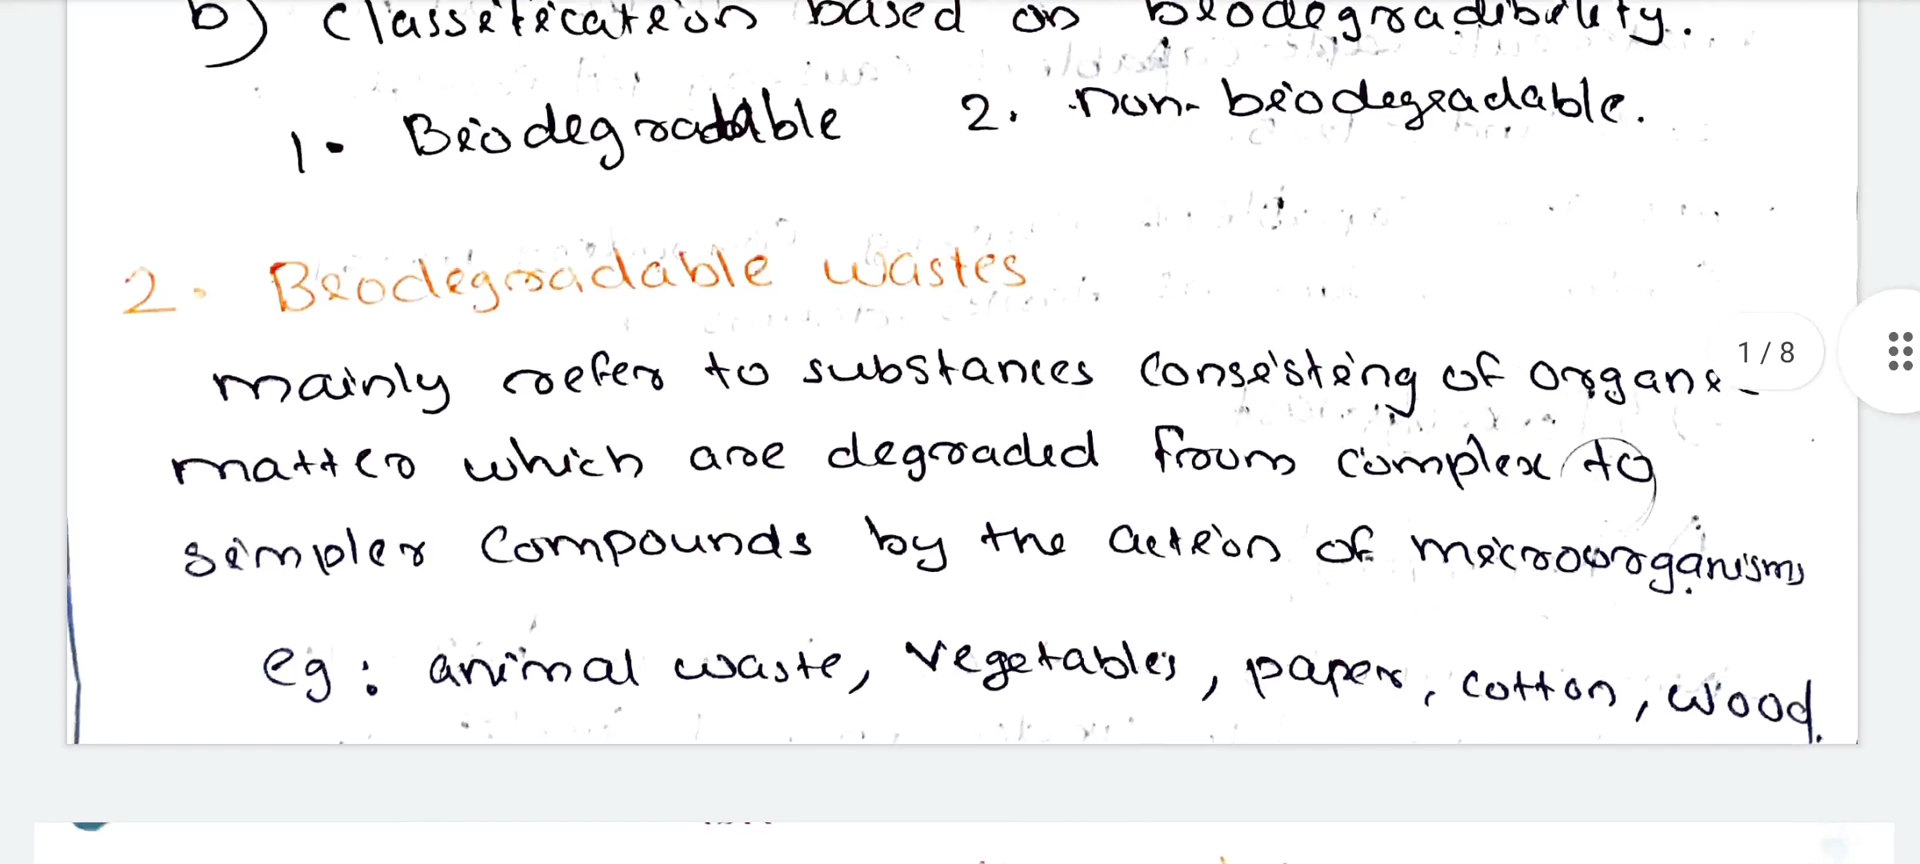 b) Classification based on biodegradibility.
1. Biodegradable 2. non-biodegradable.
2. Biodegradable wastes
mainly refer to substances consisting of organi
1 / 8
matter which are degraded from complex to
simpler compounds by the action of microorganisms
eg: animal waste, vegetables, paper, cotton, wood.